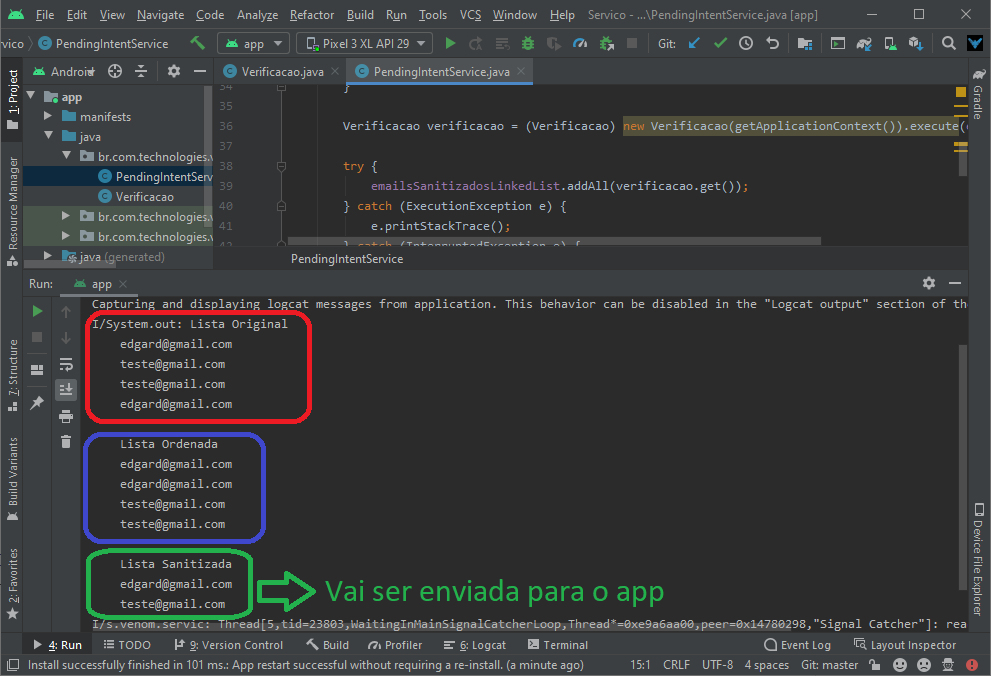 File Edit View Navigate Code Analyze Refactor Build Run Tools VCS Window Help Servico - ...\PendingIntentService.java [app]
vico PendingIntentService app Pixel 3 XL API 29 Git:
1: Project
Resource Manager
7: Structure
Build Variants
2: Favorites
Android
app
manifests
java
br.com.technologies.v
PendingIntentServ
Verificacao
br.com.technologies.v
br.com.technologies.v
java (generated)
Verificacao.java PendingIntentService.java
34 }
35
36 Verificacao verificacao = (Verificacao) new Verificacao(getApplicationContext()).execute(
37
38 try {
39 emailsSanitizadosLinkedList.addAll(verificacao.get());
40 } catch (ExecutionException e) {
41 e.printStackTrace();
42 } catch (InterruptedException e) {
PendingIntentService
Gradle
Device File Explorer
Run: app
Capturing and displaying logcat messages from application. This behavior can be disabled in the "Logcat output" section of the
I/System.out: Lista Original
edgard@gmail.com
teste@gmail.com
teste@gmail.com
edgard@gmail.com
Lista Ordenada
edgard@gmail.com
edgard@gmail.com
teste@gmail.com
teste@gmail.com
Lista Sanitizada
edgard@gmail.com
teste@gmail.com
Vai ser enviada para o app
I/s.venom.servic: Thread[5,tid=23803,WaitingInMainSignalCatcherLoop,Thread*=0xe9a6aa00,peer=0x14780298,"Signal Catcher"]: rea
4: Run TODO 9: Version Control Build Profiler 6: Logcat Terminal Event Log Layout Inspector
Install successfully finished in 101 ms.: App restart successful without requiring a re-install. (a minute ago) 15:1 CRLF UTF-8 4 spaces Git: master